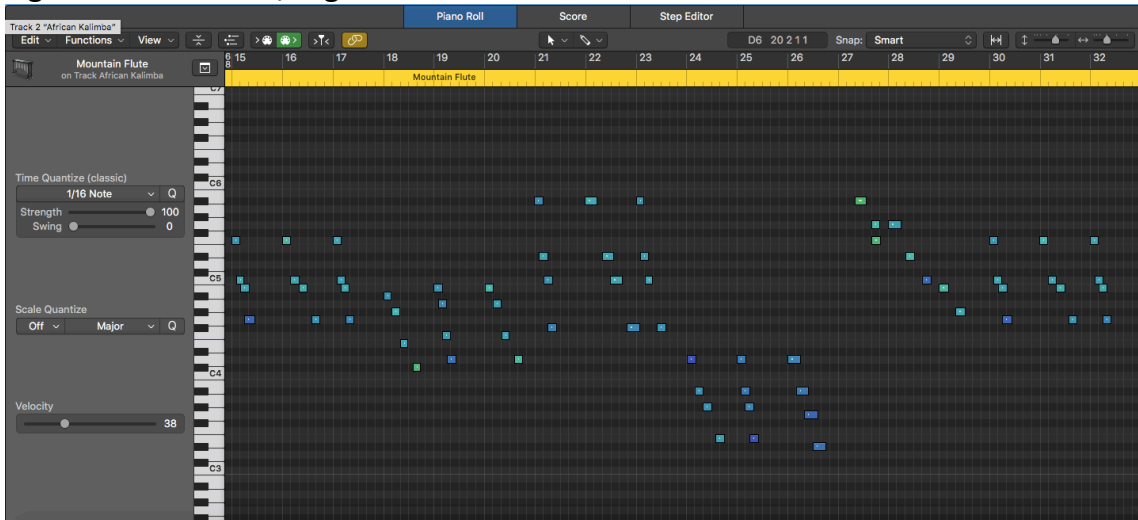 Piano Roll Score Step Editor
Track 2 "African Kalimba"
Edit Functions View D6 20 2 1 1 Snap: Smart
Mountain Flute
on Track African Kalimba
6 8 15 16 17 18 19 20 21 22 23 24 25 26 27 28 29 30 31 32
Mountain Flute
C7
Time Quantize (classic)
1/16 Note Q
C6
Strength 100
Swing 0
C5
Scale Quantize
Off Major Q
C4
Velocity
38
C3